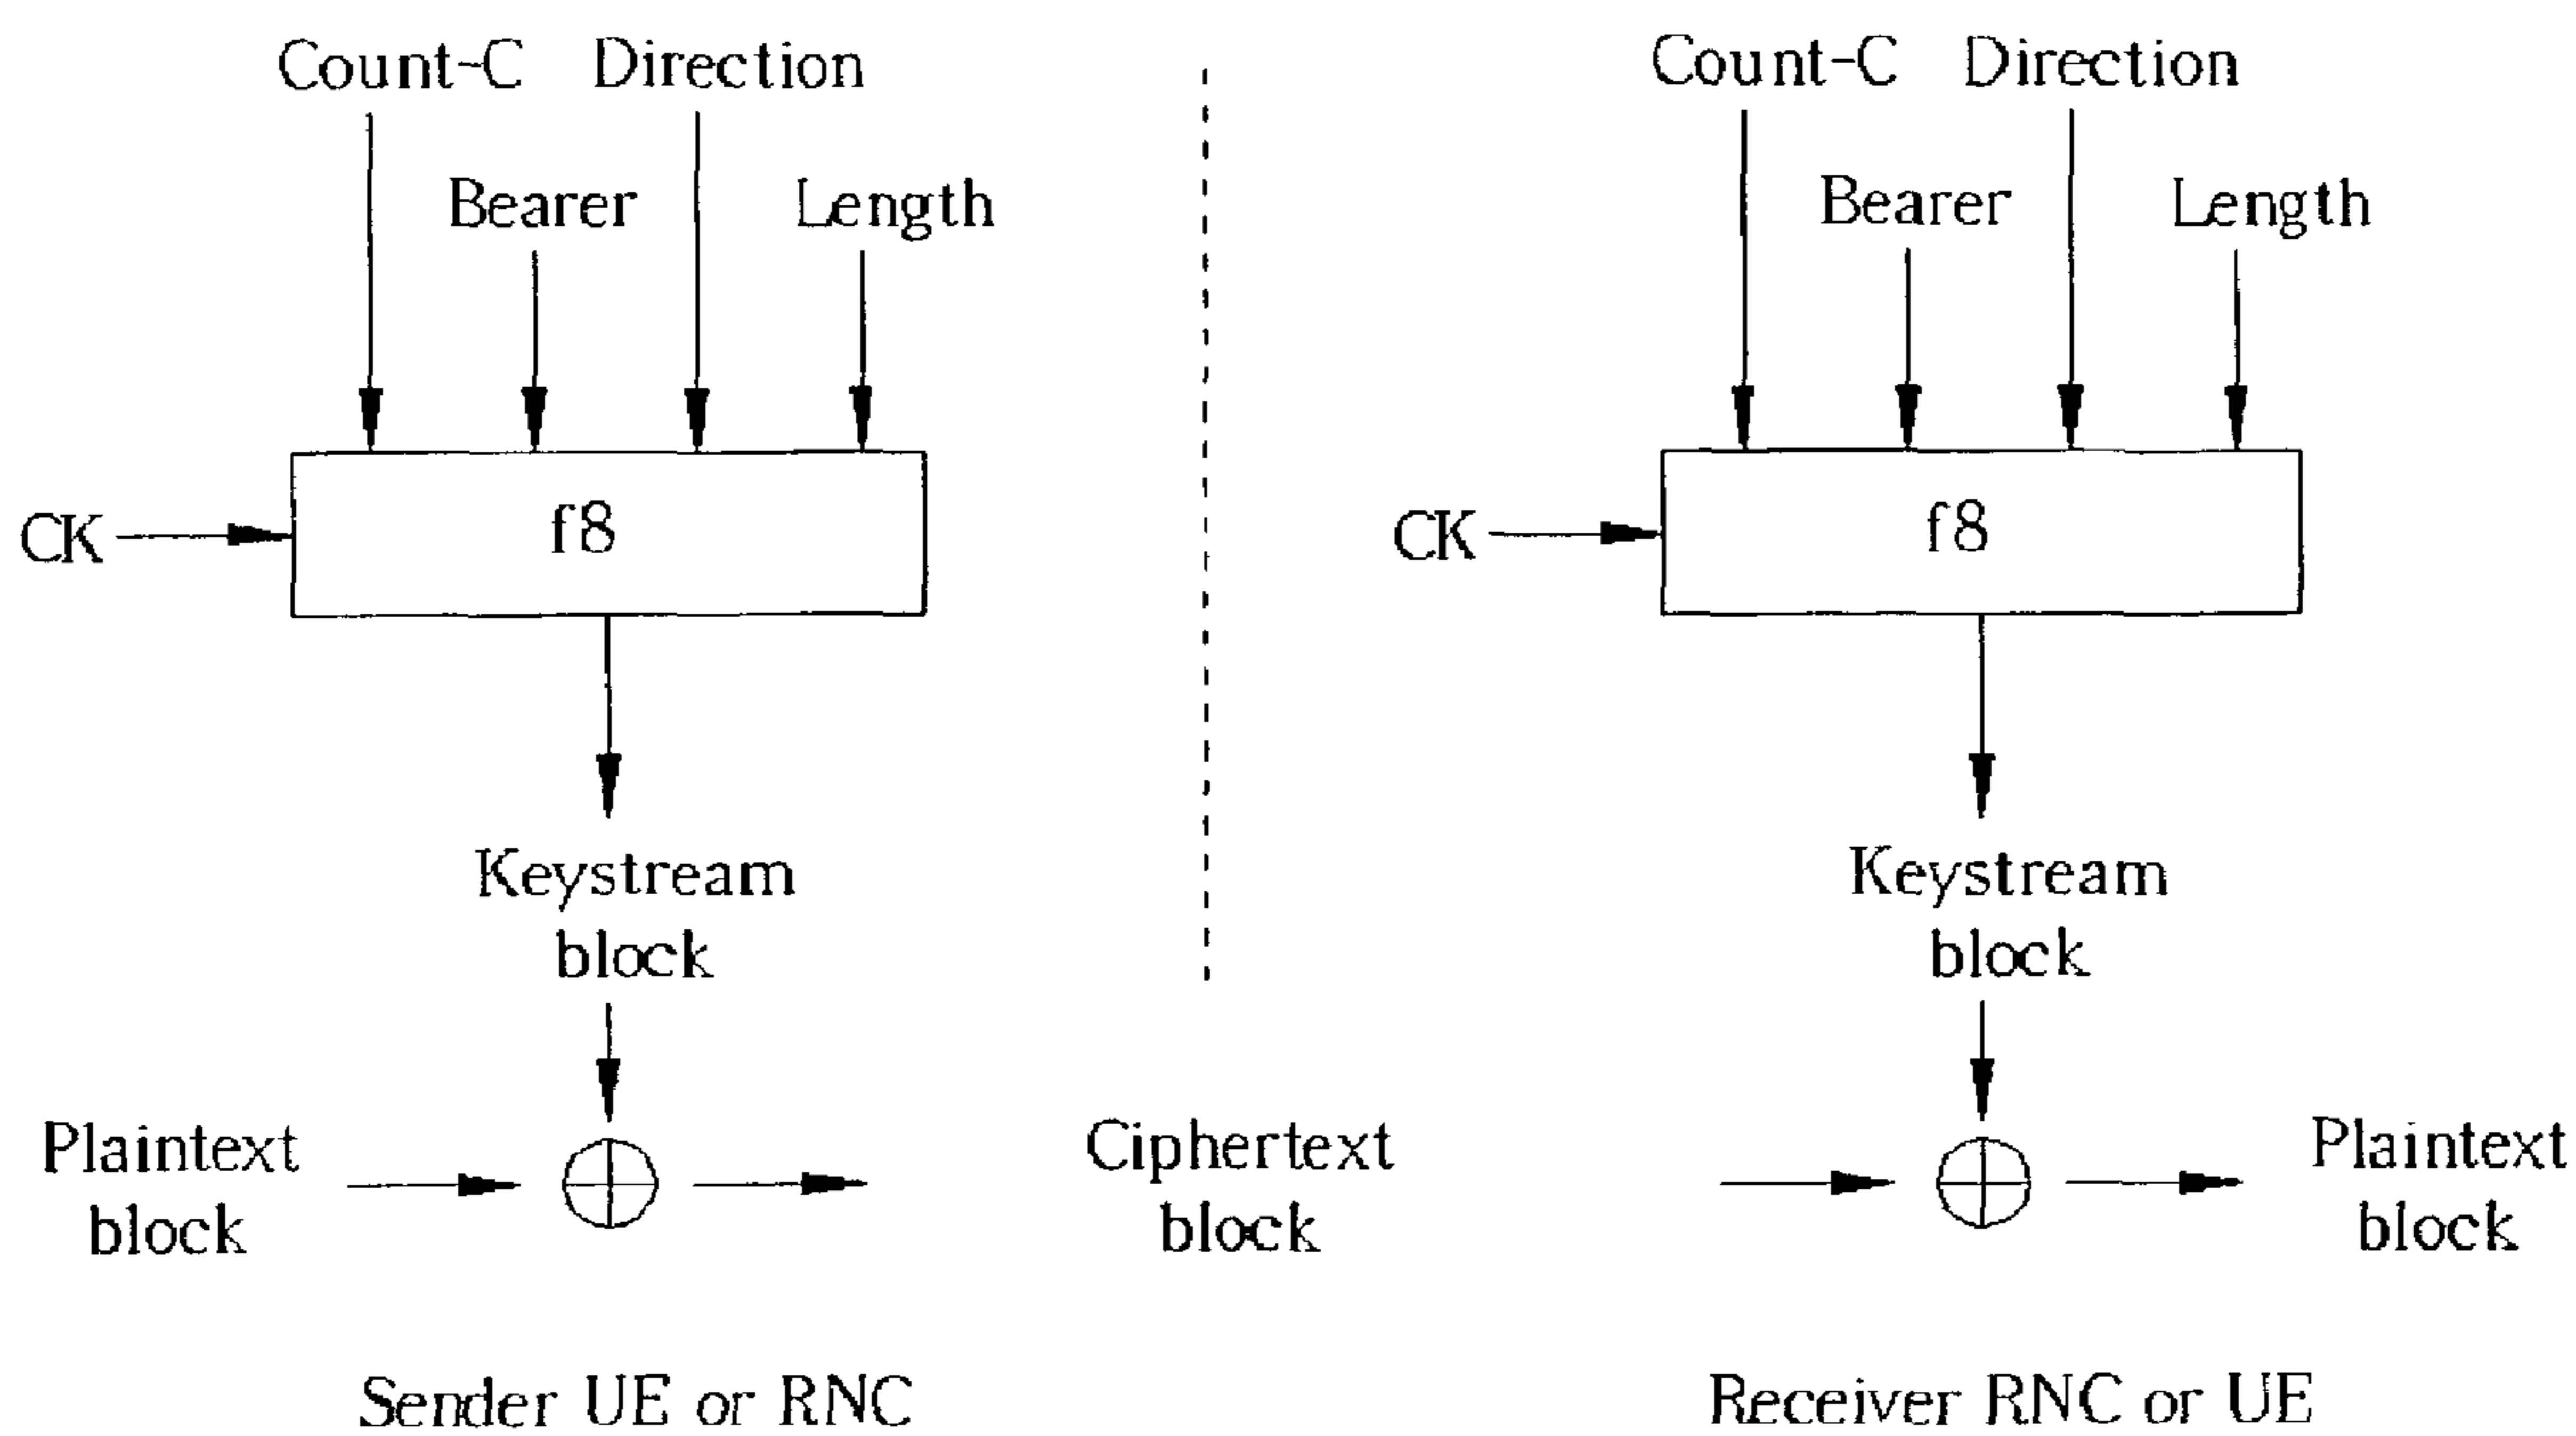 Count-C Direction
Bearer Length
CK
f8
Keystream
block
Plaintext
block
Ciphertext
block
Sender UE or RNC
Count-C Direction
Bearer Length
CK
f8
Keystream
block
Plaintext
block
Receiver RNC or UE